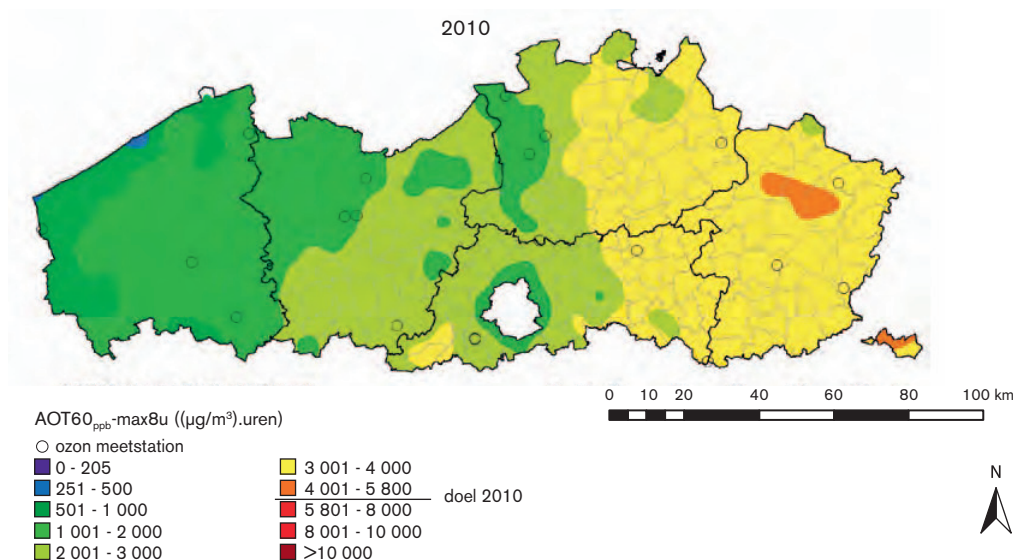 2010
0 10 20 40 60 80 100 km
AOT60ppb-max8u ((µg/m³).uren)
ozon meetstation
0 - 205
251 - 500
501 - 1 000
1 001 - 2 000
2 001 - 3 000
3 001 - 4 000
4 001 - 5 800
doel 2010
5 801 - 8 000
8 001 - 10 000
>10 000
N